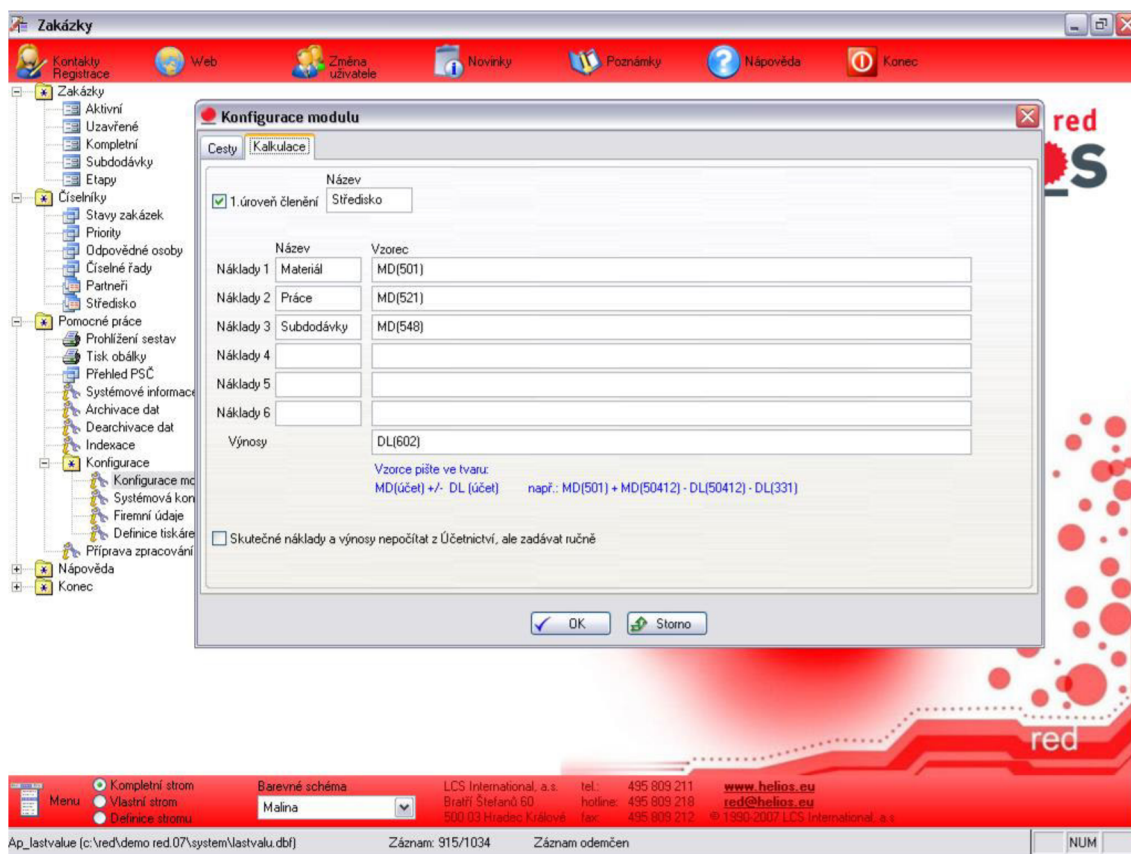 Zakázky
Kontakty
Registrace
Web
Změna
uživatele
Novinky
Poznámky
Nápověda
Konec
Zakázky
Aktivní
Uzavřené
Kompletní
Subdodávky
Etapy
Číselníky
Stavy zakázek
Priority
Odpovědné osoby
Číselné řady
Partneři
Středisko
Pomocné práce
Prohlížení sestav
Tisk obálky
Přehled PSČ
Systémové informace
Archivace dat
Dearchivace dat
Indexace
Konfigurace
Konfigurace mo
Systémová kon
Firemní údaje
Definice tiskáre
Příprava zpracování
Nápověda
Konec
red
S
Konfigurace modulu
Cesty Kalkulace
Název
1.úroveň členění Středisko
Název Vzorec
Náklady 1 Materiál MD(501)
Náklady 2 Práce MD(521)
Náklady 3 Subdodávky MD(548)
Náklady 4
Náklady 5
Náklady 6
Výnosy DL(602)
Vzorce pište ve tvaru:
MD(účet) +/- DL (účet) např.: MD(501) + MD(50412) - DL(50412) - DL(331)
Skutečné náklady a výnosy nepočítat z Účetnictví, ale zadávat ručně
OK Storno
red
Menu
Kompletní strom
Vlastní strom
Definice stromu
Barevné schéma
Malina
LCS International, a.s. tel.: 495 809 211 www.helios.eu
Bratří Štefanů 60 hotline: 495 809 218 red@helios.eu
500 03 Hradec Králové fax: 495 809 212 © 1990-2007 LCS International, a.s
Ap_lastvalue (c:\red\demo red.07\system\lastvalu.dbf) Záznam: 915/1034 Záznam odemčen NUM